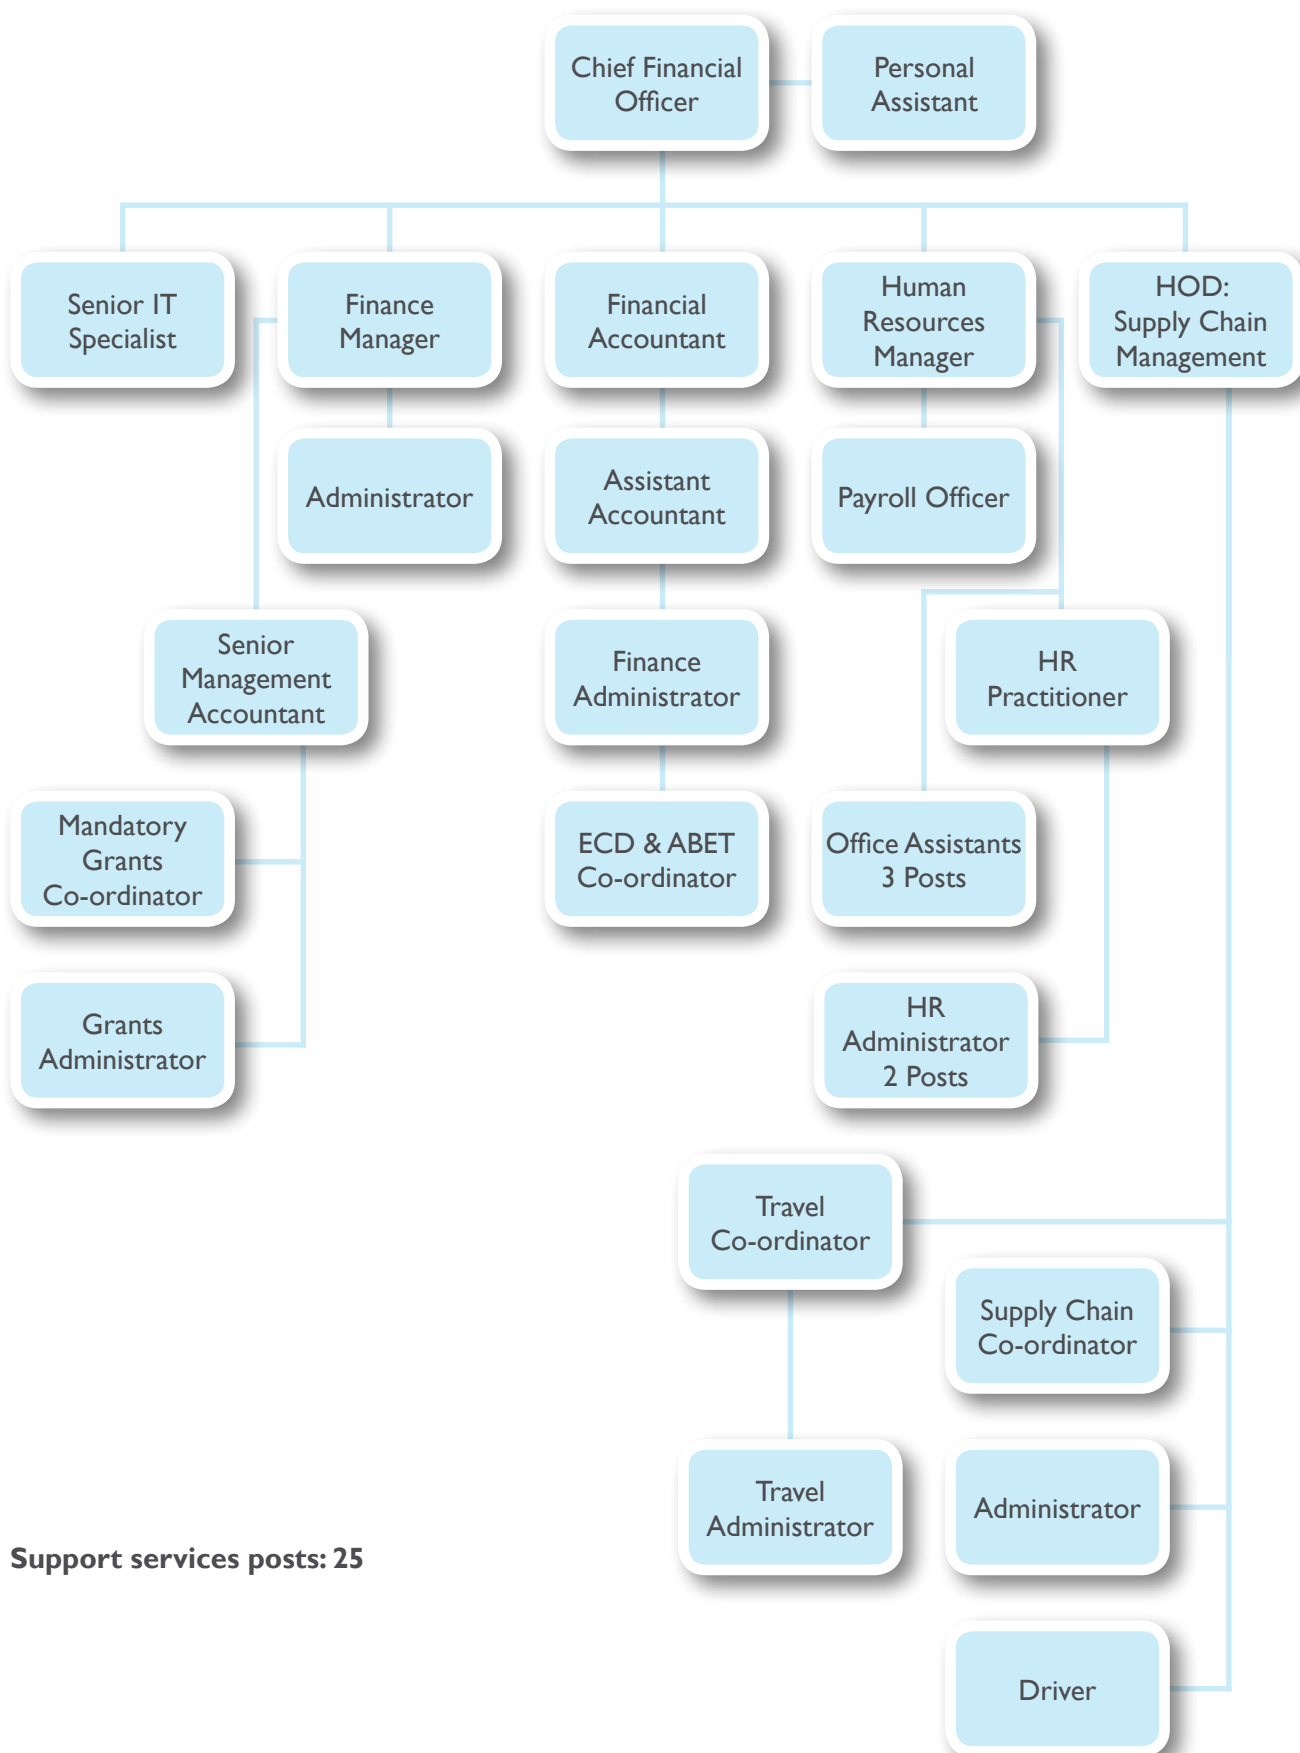 Chief Financial
Officer
Personal
Assistant
Senior IT
Specialist
Finance
Manager
Financial
Accountant
Human
Resources
Manager
HOD:
Supply Chain
Management
Administrator
Assistant
Accountant
Payroll Officer
Senior
Management
Accountant
Finance
Administrator
HR
Practitioner
Mandatory
Grants
Co-ordinator
ECD & ABET
Co-ordinator
Office Assistants
3 Posts
Grants
Administrator
HR
Administrator
2 Posts
Travel
Co-ordinator
Supply Chain
Co-ordinator
Travel
Administrator
Administrator
Support services posts: 25
Driver